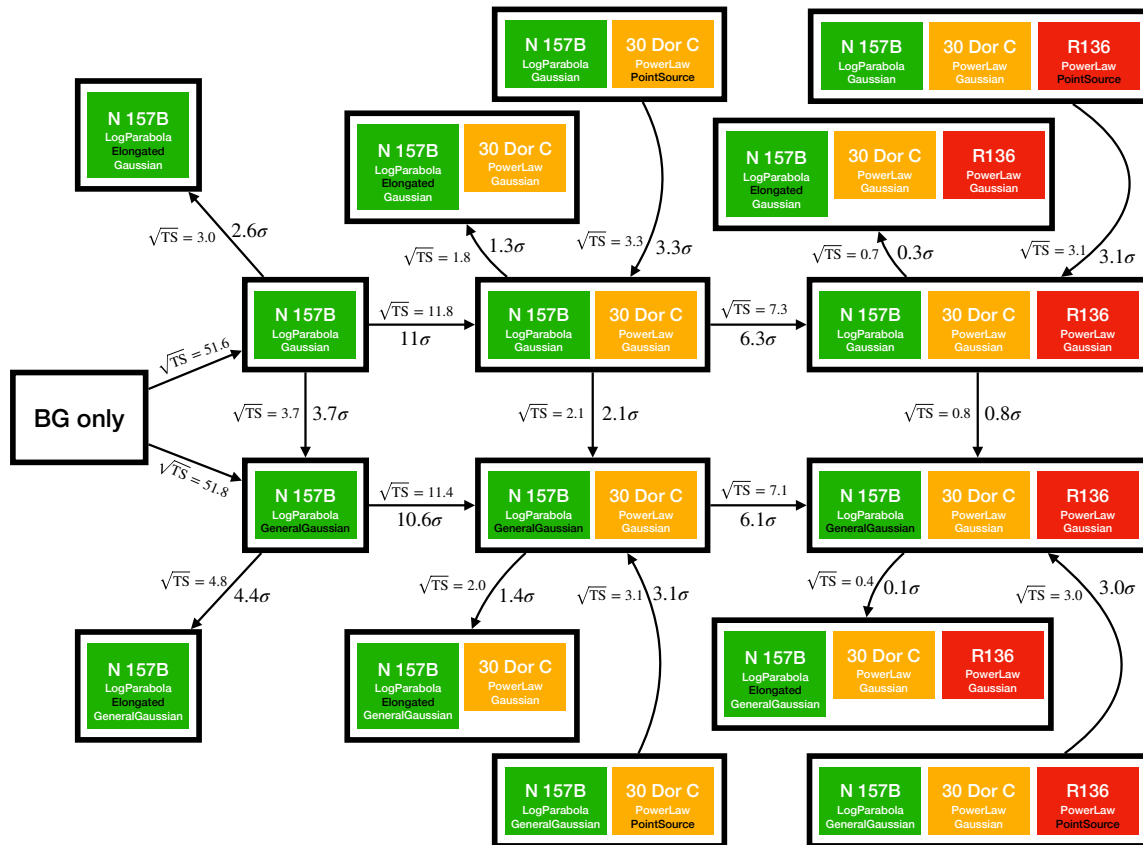 N 157B
LogParabola
Gaussian
30 Dor C
PowerLaw
PointSource
N 157B
LogParabola
Gaussian
30 Dor C
PowerLaw
Gaussian
R136
PowerLaw
PointSource
N 157B
LogParabola
Elongated
Gaussian
N 157B
LogParabola
Elongated
Gaussian
30 Dor C
PowerLaw
Gaussian
N 157B
LogParabola
Elongated
Gaussian
30 Dor C
PowerLaw
Gaussian
R136
PowerLaw
Gaussian
√TS = 3.0
2.6σ
√TS = 1.8
1.3σ
√TS = 3.3
3.3σ
√TS = 0.7
0.3σ
√TS = 3.1
3.1σ
N 157B
LogParabola
Gaussian
√TS = 11.8
11σ
N 157B
LogParabola
Gaussian
30 Dor C
PowerLaw
Gaussian
√TS = 7.3
6.3σ
N 157B
LogParabola
Gaussian
30 Dor C
PowerLaw
Gaussian
R136
PowerLaw
Gaussian
√TS = 51.6
BG only
√TS = 51.8
√TS = 3.7
3.7σ
√TS = 2.1
2.1σ
√TS = 0.8
0.8σ
N 157B
LogParabola
GeneralGaussian
√TS = 11.4
10.6σ
N 157B
LogParabola
GeneralGaussian
30 Dor C
PowerLaw
Gaussian
√TS = 7.1
6.1σ
N 157B
LogParabola
GeneralGaussian
30 Dor C
PowerLaw
Gaussian
R136
PowerLaw
Gaussian
√TS = 4.8
4.4σ
√TS = 2.0
1.4σ
√TS = 3.1
3.1σ
√TS = 0.4
0.1σ
√TS = 3.0
3.0σ
N 157B
LogParabola
Elongated
GeneralGaussian
N 157B
LogParabola
Elongated
GeneralGaussian
30 Dor C
PowerLaw
Gaussian
N 157B
LogParabola
Elongated
GeneralGaussian
30 Dor C
PowerLaw
Gaussian
R136
PowerLaw
Gaussian
N 157B
LogParabola
GeneralGaussian
30 Dor C
PowerLaw
PointSource
N 157B
LogParabola
GeneralGaussian
30 Dor C
PowerLaw
Gaussian
R136
PowerLaw
PointSource